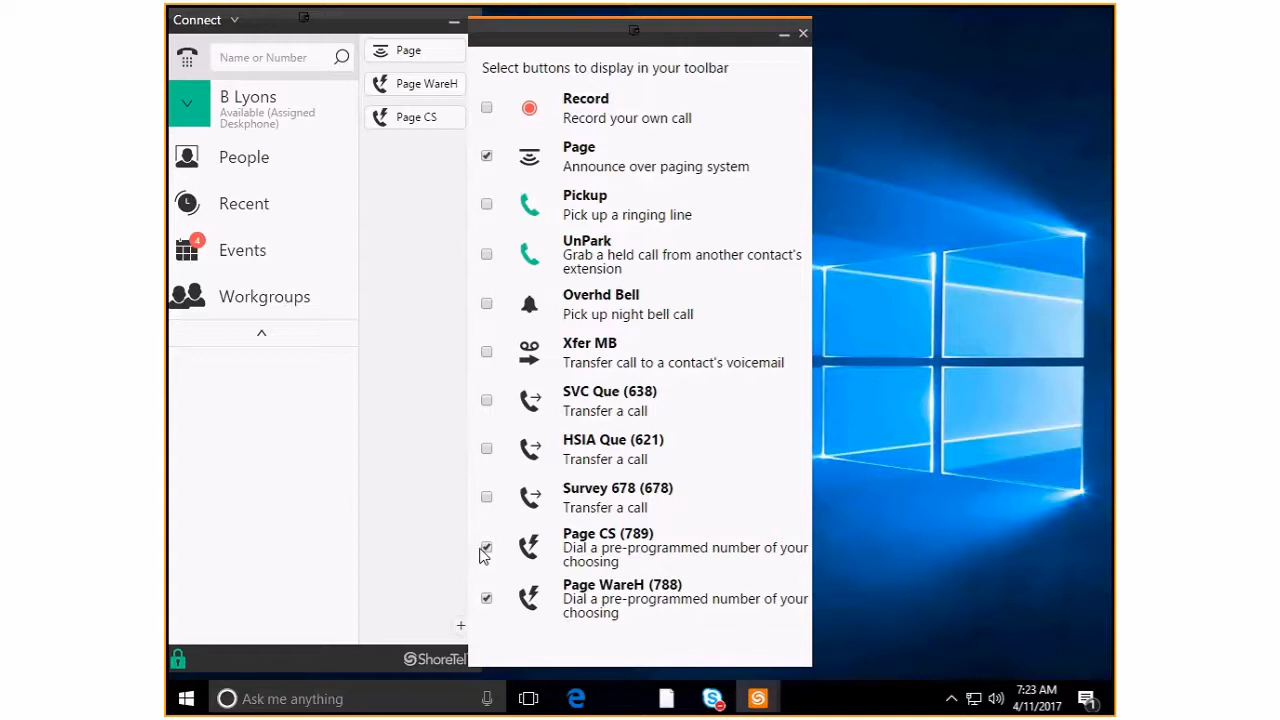 Connect
Name or Number
B Lyons
Available (Assigned
Deskphone)
People
Recent
4
Events
Workgroups
Page
Page WareH
Page CS
ShoreTel
Select buttons to display in your toolbar
Record
Record your own call
Page
Announce over paging system
Pickup
Pick up a ringing line
UnPark
Grab a held call from another contact's
extension
Overhd Bell
Pick up night bell call
Xfer MB
Transfer call to a contact's voicemail
SVC Que (638)
Transfer a call
HSIA Que (621)
Transfer a call
Survey 678 (678)
Transfer a call
Page CS (789)
Dial a pre-programmed number of your
choosing
Page WareH (788)
Dial a pre-programmed number of your
choosing
Ask me anything
7:23 AM
4/11/2017
1